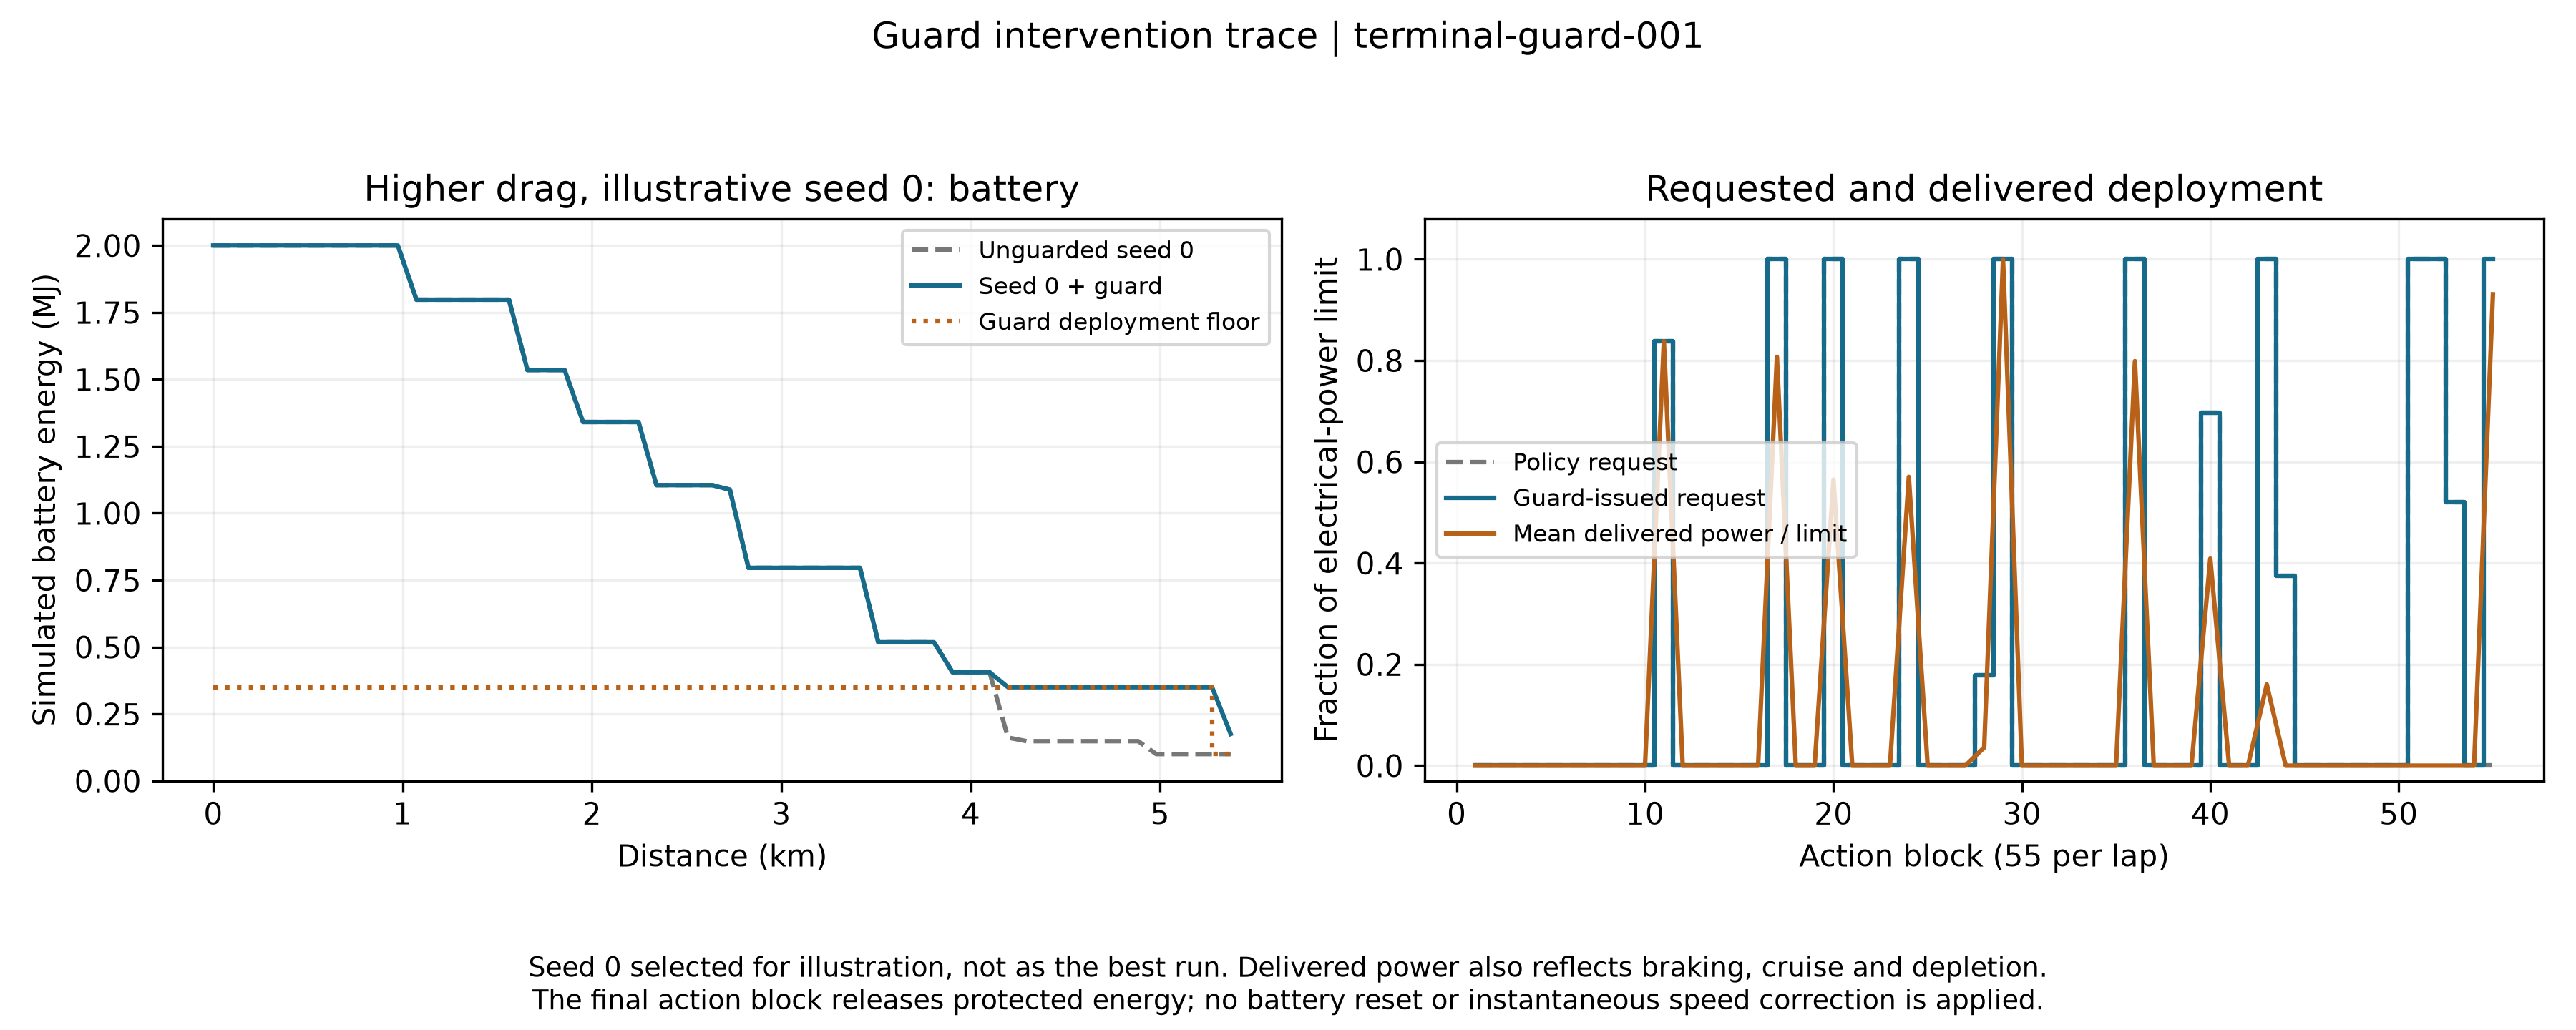 Guard intervention trace | terminal-guard-001
Higher drag, illustrative seed 0: battery
Simulated battery energy (MJ)
2.00
1.75
1.50
1.25
1.00
0.75
0.50
0.25
0.00
Unguarded seed 0
Seed 0 + guard
Guard deployment floor
0 1 2 3 4 5
Distance (km)
Requested and delivered deployment
Fraction of electrical-power limit
1.0
0.8
0.6
0.4
0.2
0.0
Policy request
Guard-issued request
Mean delivered power / limit
0 10 20 30 40 50
Action block (55 per lap)
Seed 0 selected for illustration, not as the best run. Delivered power also reflects braking, cruise and depletion.
The final action block releases protected energy; no battery reset or instantaneous speed correction is applied.